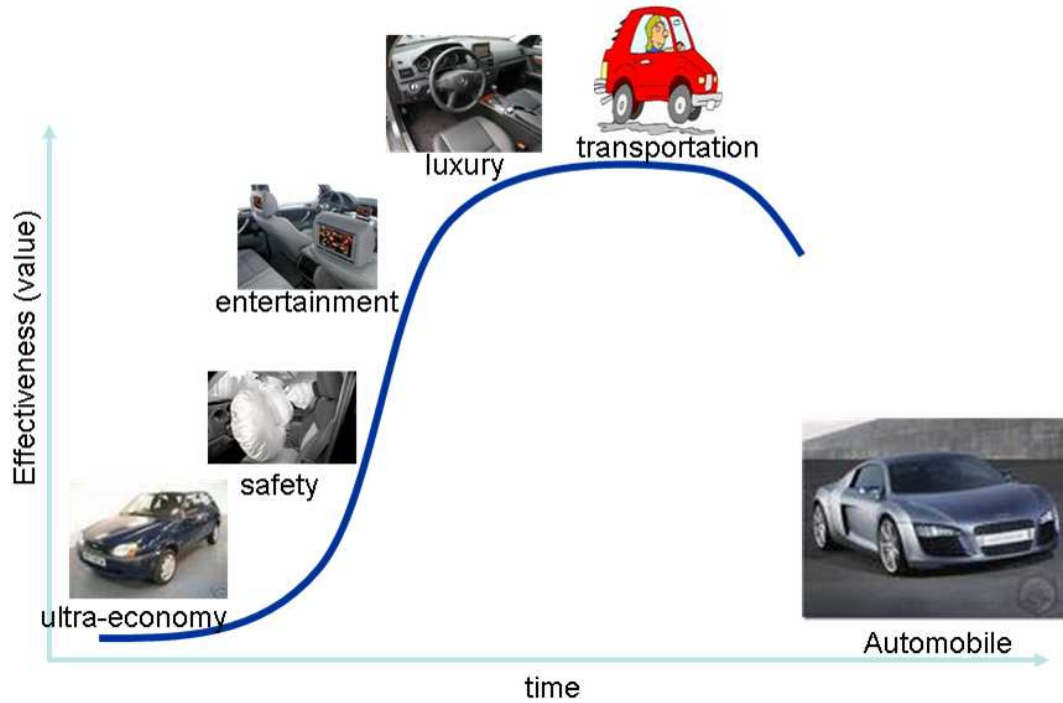 transportation
luxury
entertainment
Effectiveness (value)
safety
ultra-economy
Automobile
time